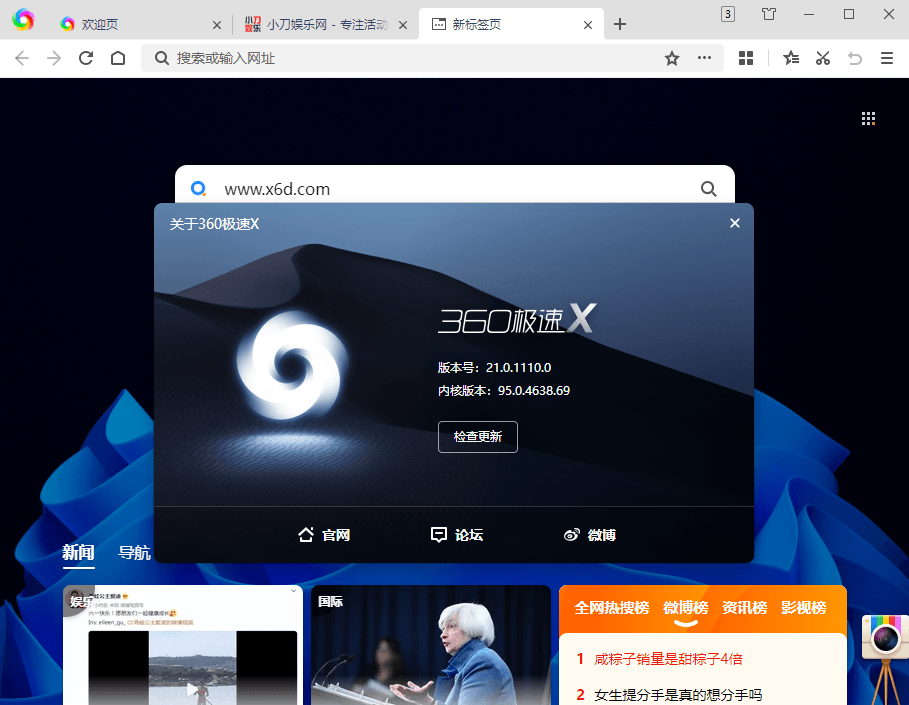 欢迎页
小刀娱乐网 - 专注活动
新标签页
3
搜索或输入网址
www.x6d.com
关于360极速X
360极速X
版本号：21.0.1110.0
内核版本：95.0.4638.69
检查更新
官网
论坛
微博
新闻
导航
娱乐
国际
全网热搜榜 微博榜 资讯榜 影视榜
1 咸粽子销量是甜粽子4倍
2 女生提分手是真的想分手吗